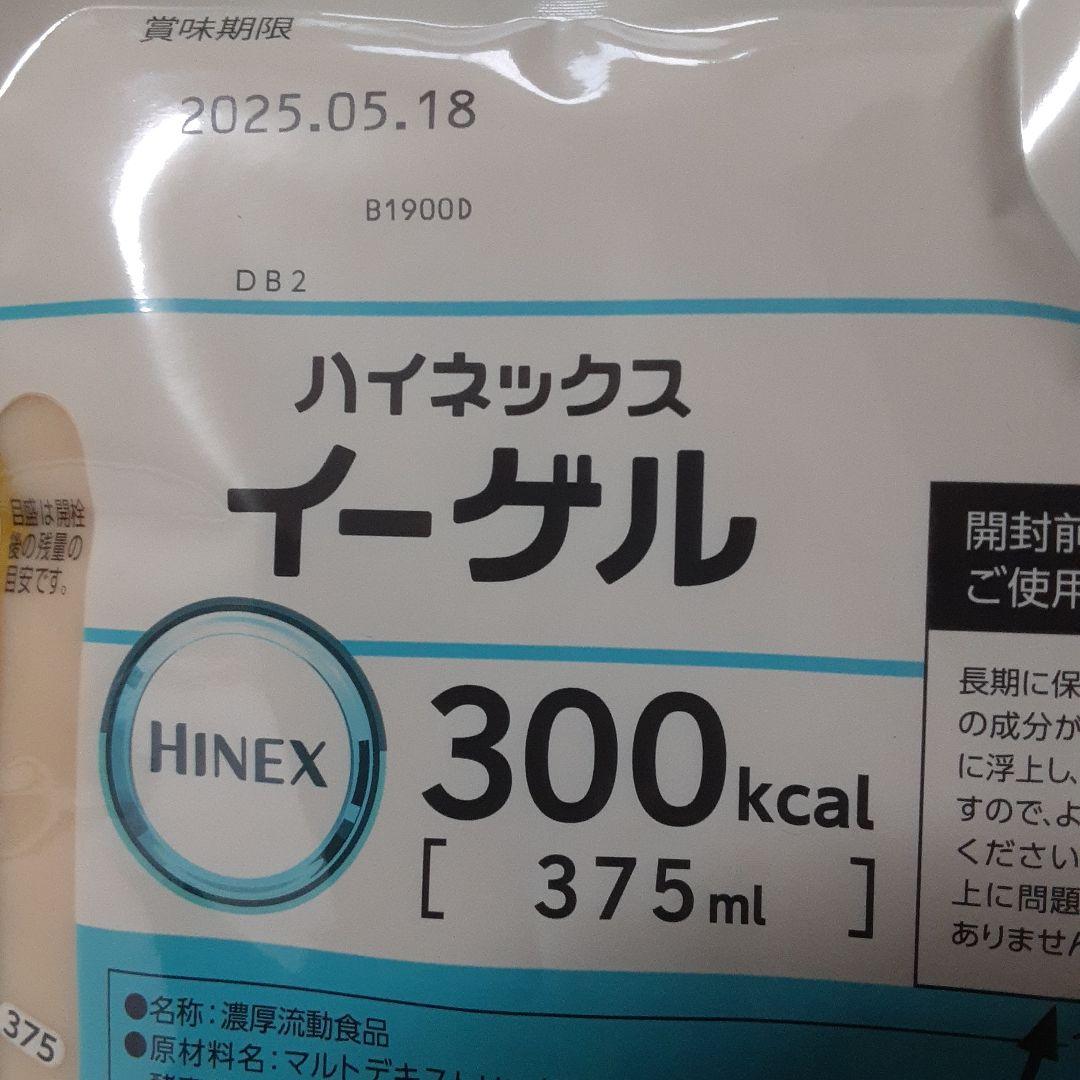 賞味期限
2025.05.18
B1900D
DB2
ハイネックス
イーゲル
目盛は開栓
後の残量の
目安です。
HINEX
300kcal
[ 375ml ]
開封前
ご使用
長期に保
の成分が
に浮上し、
すので、よ
ください
上に問題
ありません
●名称：濃厚流動食品
●原材料名：マルトデキスト
375